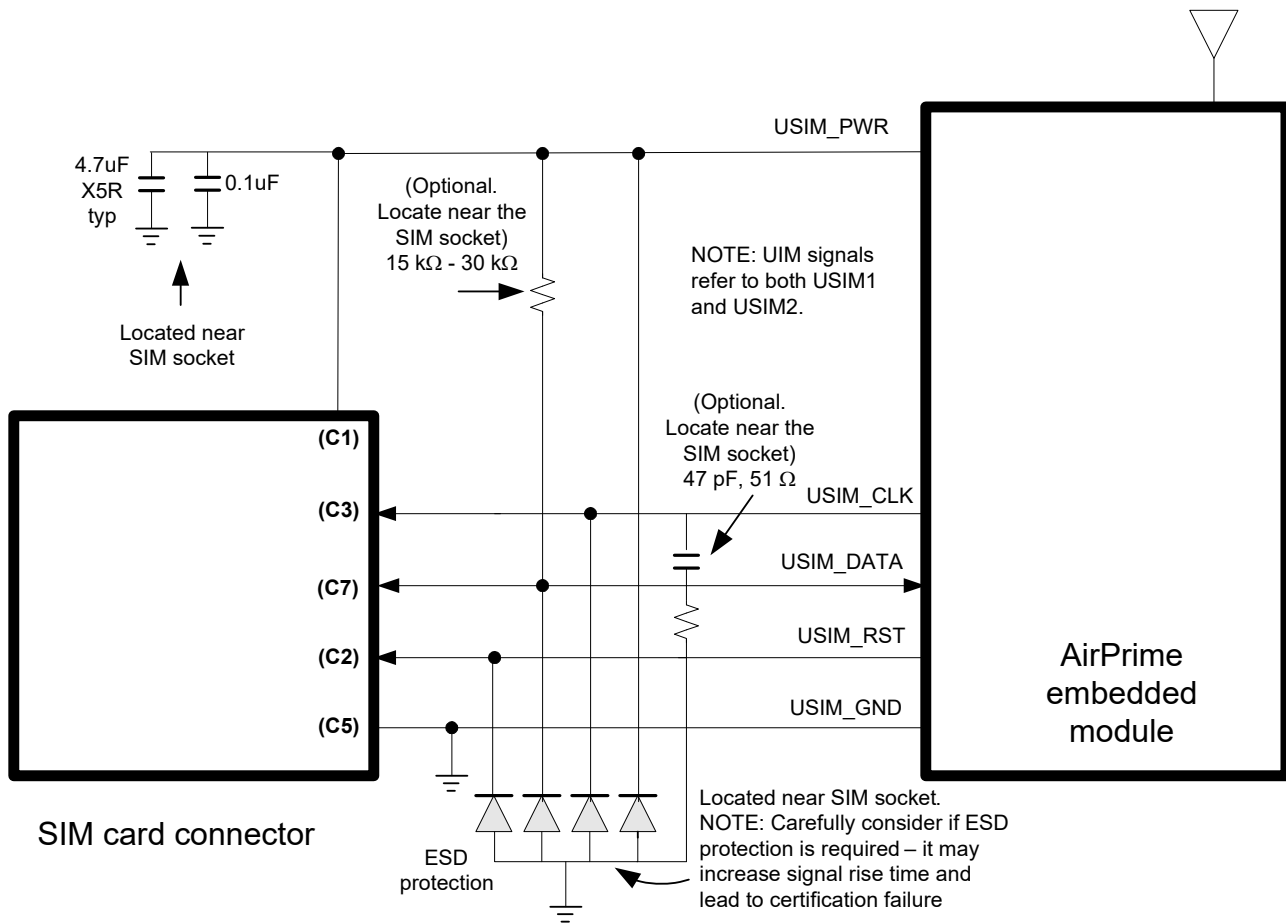 USIM_PWR
4.7uF
X5R
typ
0.1uF
(Optional.
Locate near the
SIM socket)
15 kΩ - 30 kΩ
NOTE: UIM signals
refer to both USIM1
and USIM2.
Located near
SIM socket
(Optional.
Locate near the
SIM socket)
47 pF, 51 Ω
(C1)
(C3)
USIM_CLK
(C7)
USIM_DATA
(C2)
USIM_RST
(C5)
USIM_GND
AirPrime
embedded
module
SIM card connector
ESD
protection
Located near SIM socket.
NOTE: Carefully consider if ESD
protection is required – it may
increase signal rise time and
lead to certification failure